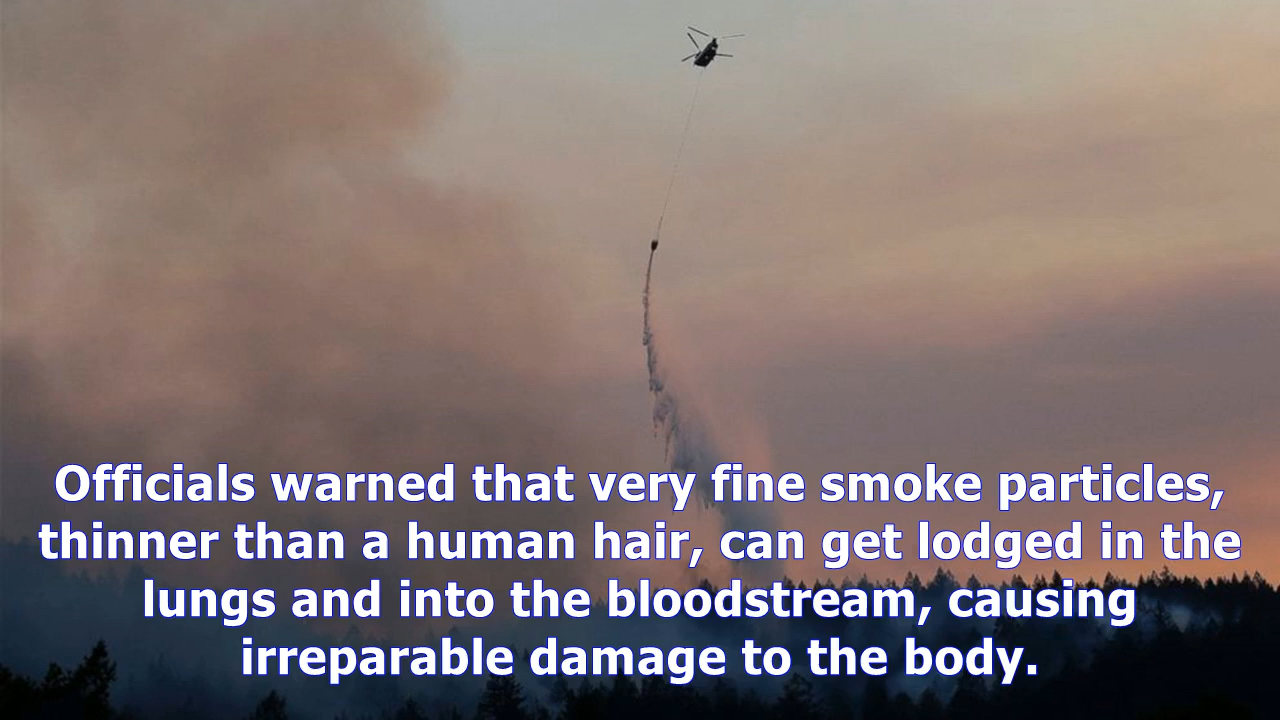 Officials warned that very fine smoke particles,
thinner than a human hair, can get lodged in the
lungs and into the bloodstream, causing
irreparable damage to the body.